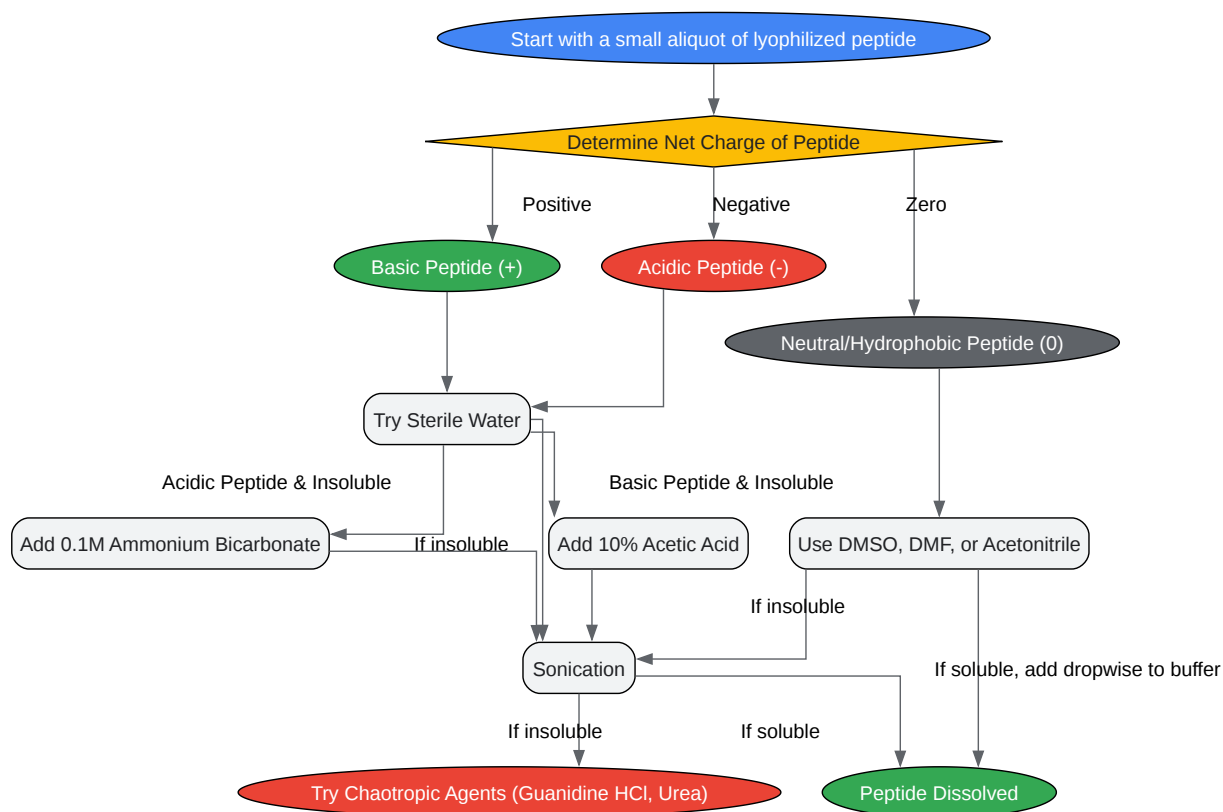 Start with a small aliquot of lyophilized peptide
Determine Net Charge of Peptide
Positive
Negative
Zero
Basic Peptide (+)
Acidic Peptide (-)
Neutral/Hydrophobic Peptide (0)
Try Sterile Water
Acidic Peptide & Insoluble
Basic Peptide & Insoluble
Add 0.1M Ammonium Bicarbonate
If insoluble
Add 10% Acetic Acid
Use DMSO, DMF, or Acetonitrile
If insoluble
Sonication
If soluble, add dropwise to buffer
If insoluble
If soluble
Try Chaotropic Agents (Guanidine HCl, Urea)
Peptide Dissolved